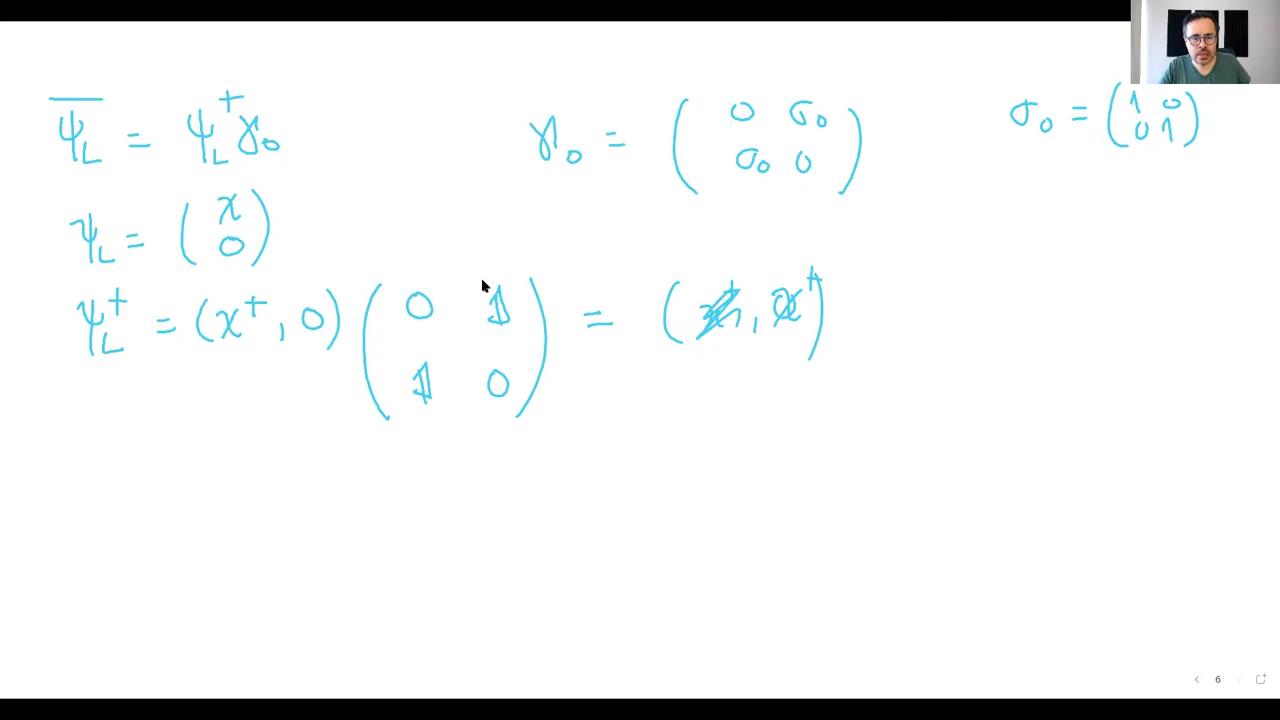 ψ̄_L = ψ_L^+ γ_0    γ_0 = ( 0 σ_0 ; σ_0 0 )    σ_0 = ( 1 0 ; 0 1 )
ψ_L = ( χ ; 0 )
ψ_L^+ = (χ^+, 0) ( 0 𝟙 ; 𝟙 0 ) = ( , χ^+)
6